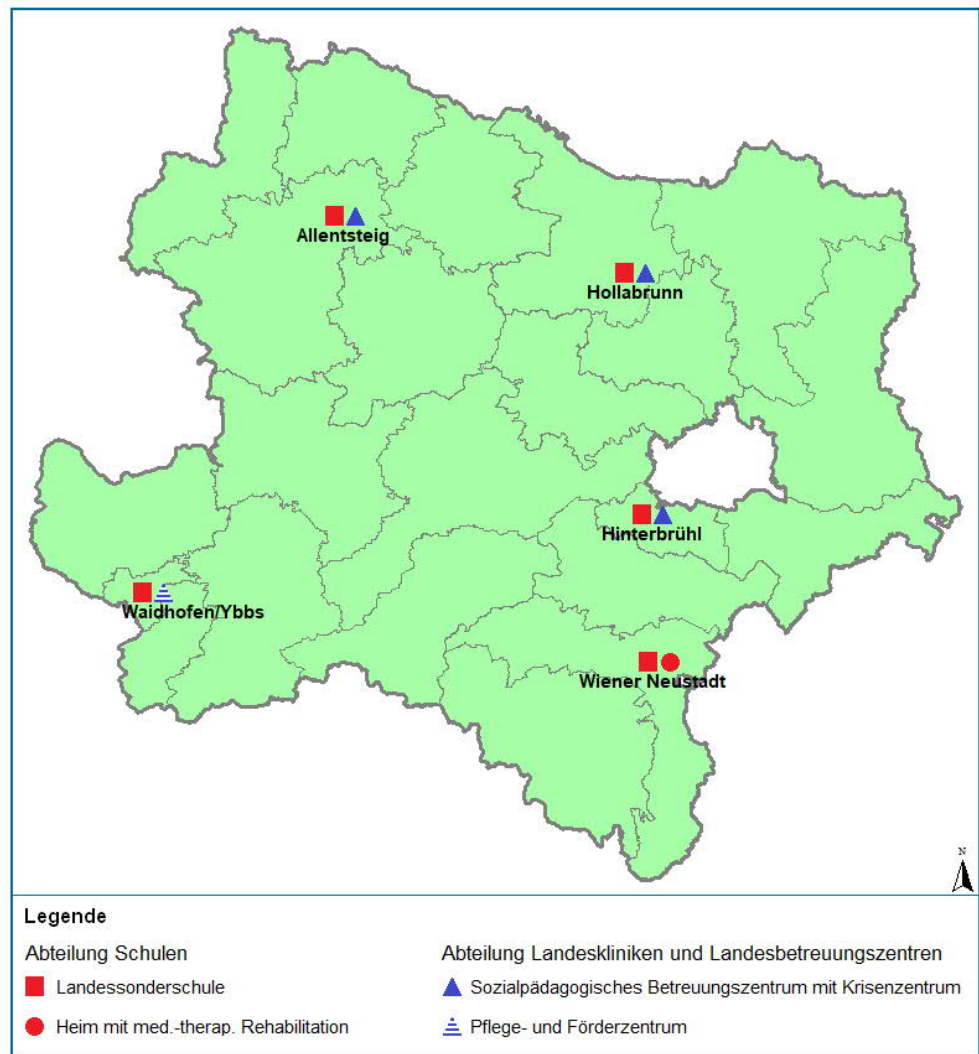 Allentsteig
Hollabrunn
Hinterbrühl
Waidhofen/Ybbs
Wiener Neustadt
N
Legende
Abteilung Schulen
Landessonderschule
Heim mit med.-therap. Rehabilitation
Abteilung Landeskliniken und Landesbetreuungszentren
Sozialpädagogisches Betreuungszentrum mit Krisenzentrum
Pflege- und Förderzentrum